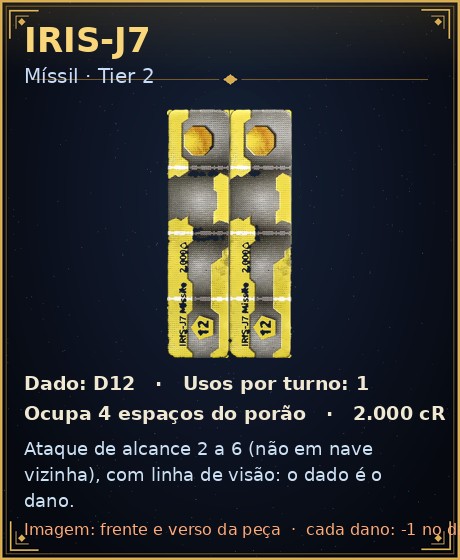 IRIS-J7
Míssil · Tier 2
IRIS-J7 Míssile 2.000
12
IRIS-J7 Míssile 2.000
12
Dado: D12 · Usos por turno: 1
Ocupa 4 espaços do porão · 2.000 cR
Ataque de alcance 2 a 6 (não em nave
vizinha), com linha de visão: o dado é o
dano.
Imagem: frente e verso da peça · cada dano: -1 no d